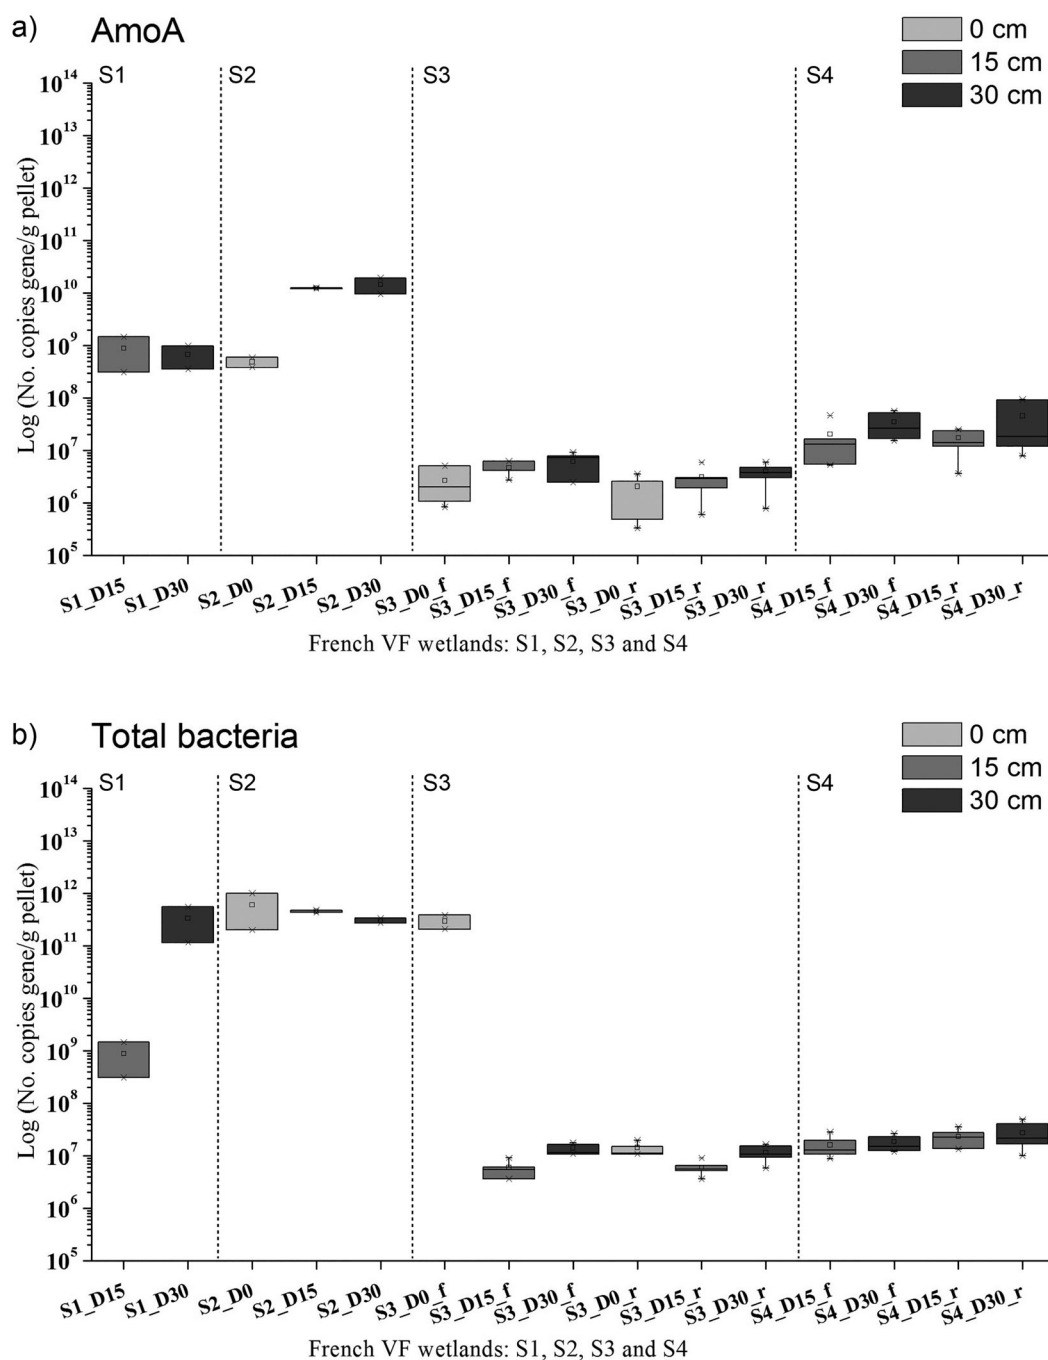 a) AmoA
0 cm
15 cm
30 cm
S1 S2 S3 S4
Log (No. copies gene/g pellet)
10^14
10^13
10^12
10^11
10^10
10^9
10^8
10^7
10^6
10^5
S1_D15 S1_D30 S2_D0 S2_D15 S2_D30 S3_D0_f S3_D15_f S3_D30_f S3_D0_r S3_D15_r S3_D30_r S4_D15_f S4_D30_f S4_D15_r S4_D30_r
French VF wetlands: S1, S2, S3 and S4
b) Total bacteria
0 cm
15 cm
30 cm
S1 S2 S3 S4
Log (No. copies gene/g pellet)
10^14
10^13
10^12
10^11
10^10
10^9
10^8
10^7
10^6
10^5
S1_D15 S1_D30 S2_D0 S2_D15 S2_D30 S3_D0_f S3_D15_f S3_D30_f S3_D0_r S3_D15_r S3_D30_r S4_D15_f S4_D30_f S4_D15_r S4_D30_r
French VF wetlands: S1, S2, S3 and S4